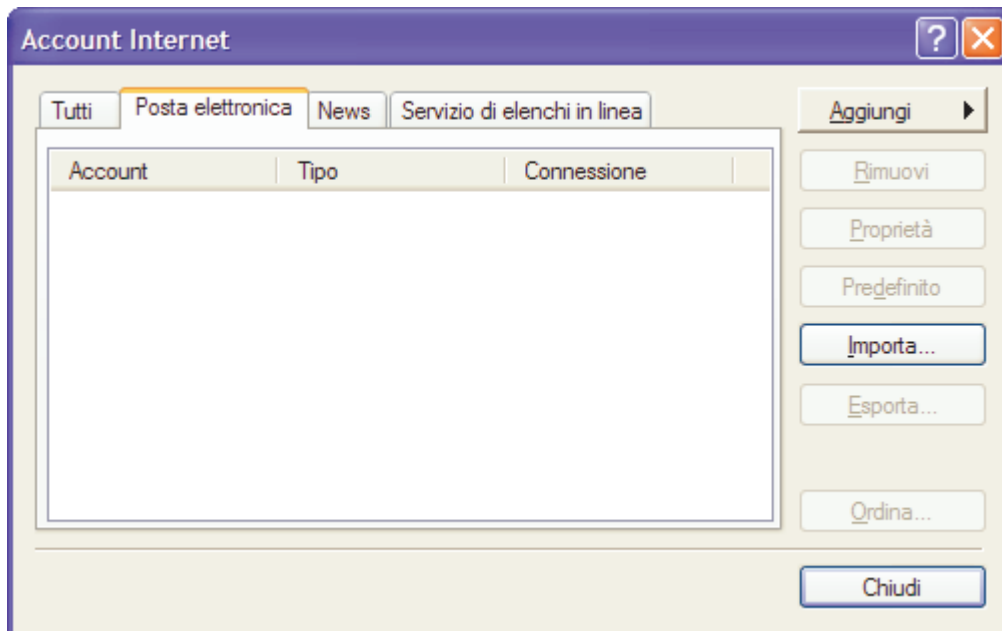 Account Internet
Tutti
Posta elettronica
News
Servizio di elenchi in linea
Account
Tipo
Connessione
Aggiungi
Rimuovi
Proprietà
Predefinito
Importa...
Esporta...
Ordina...
Chiudi